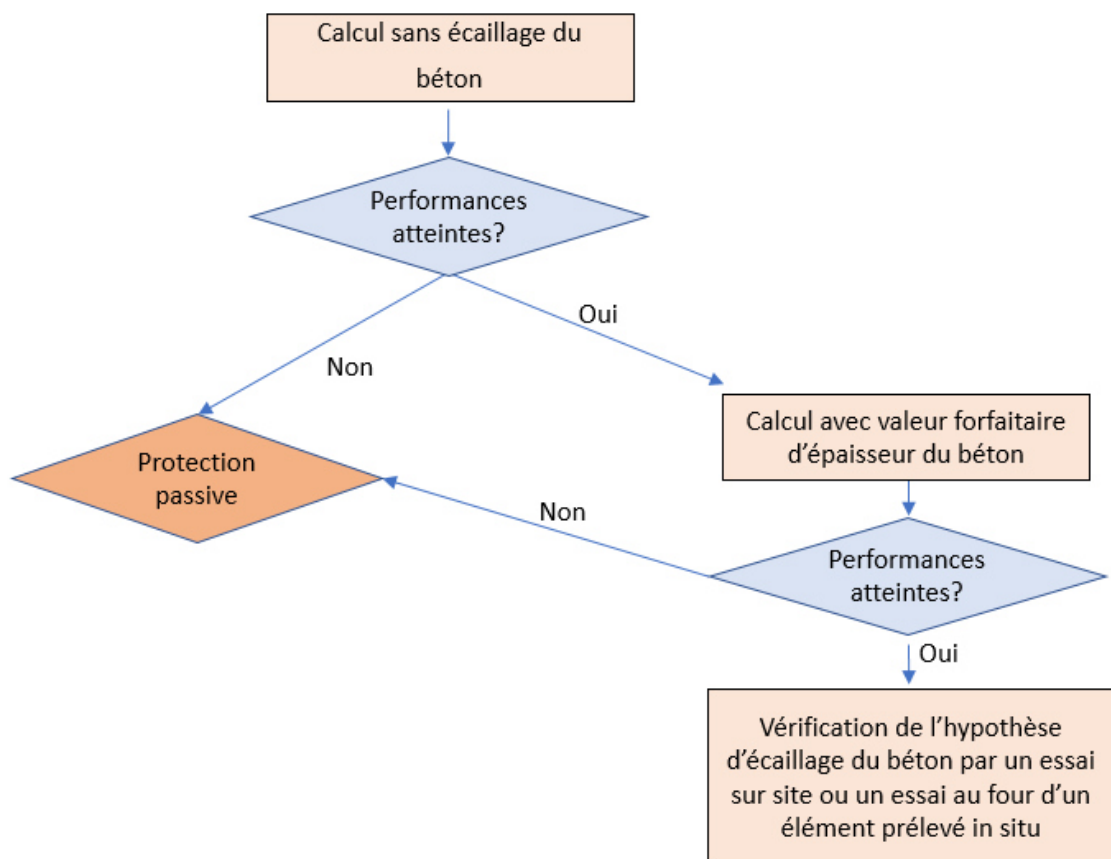 Calcul sans écaillage du
béton
Performances
atteintes?
Oui
Non
Calcul avec valeur forfaitaire
d'épaisseur du béton
Protection
passive
Non
Performances
atteintes?
Oui
Vérification de l'hypothèse
d'écaillage du béton par un essai
sur site ou un essai au four d'un
élément prélevé in situ